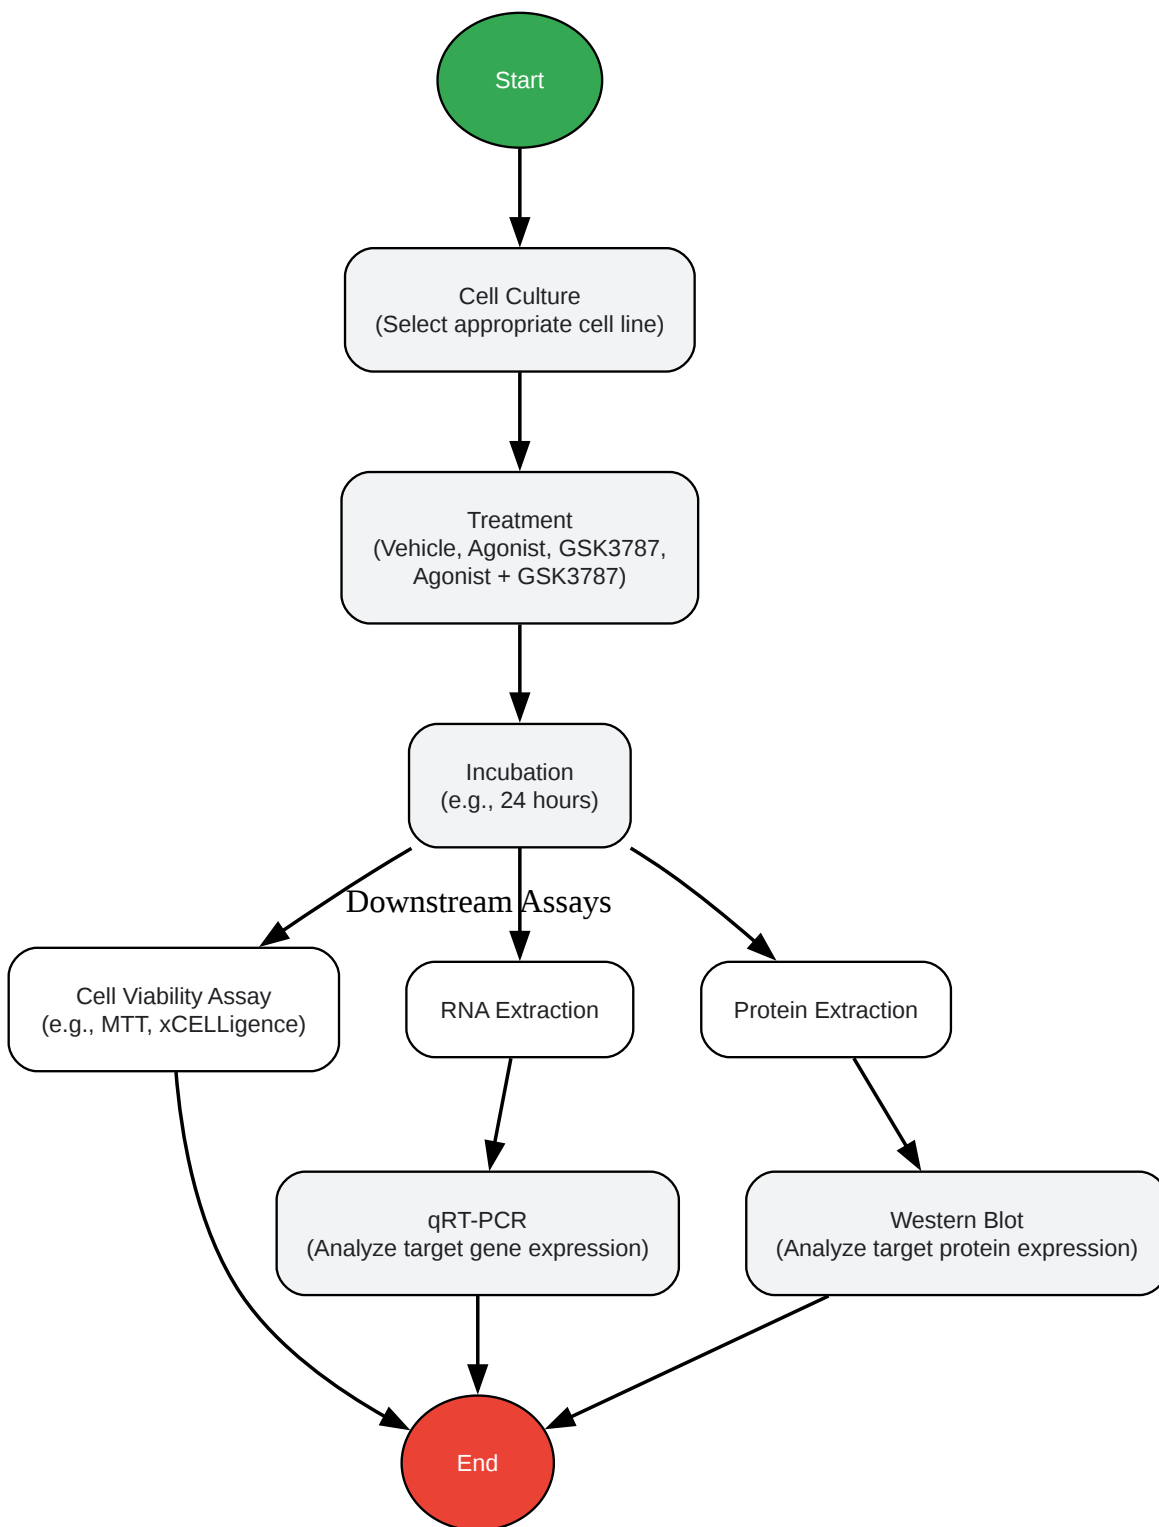 Start
Cell Culture
(Select appropriate cell line)
Treatment
(Vehicle, Agonist, GSK3787,
Agonist + GSK3787)
Incubation
(e.g., 24 hours)
Downstream Assays
Cell Viability Assay
(e.g., MTT, xCELLigence)
RNA Extraction
Protein Extraction
qRT-PCR
(Analyze target gene expression)
Western Blot
(Analyze target protein expression)
End